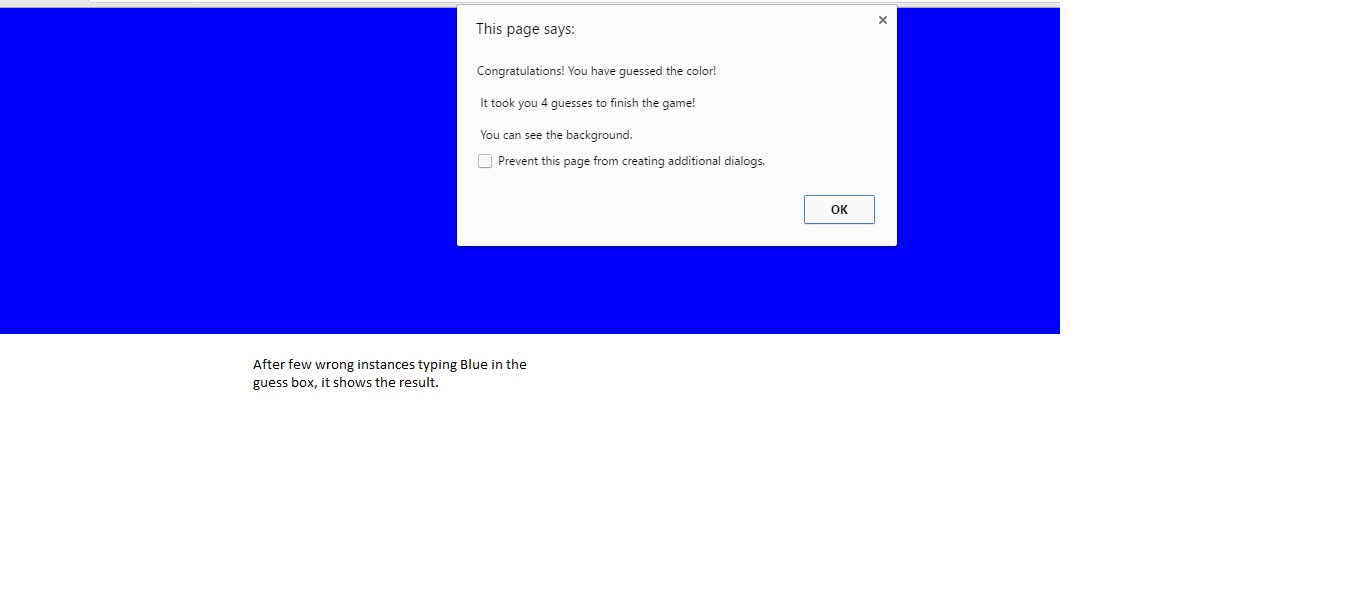 This page says:
Congratulations! You have guessed the color!
It took you 4 guesses to finish the game!
You can see the background.
Prevent this page from creating additional dialogs.
OK
After few wrong instances typing Blue in the
guess box, it shows the result.